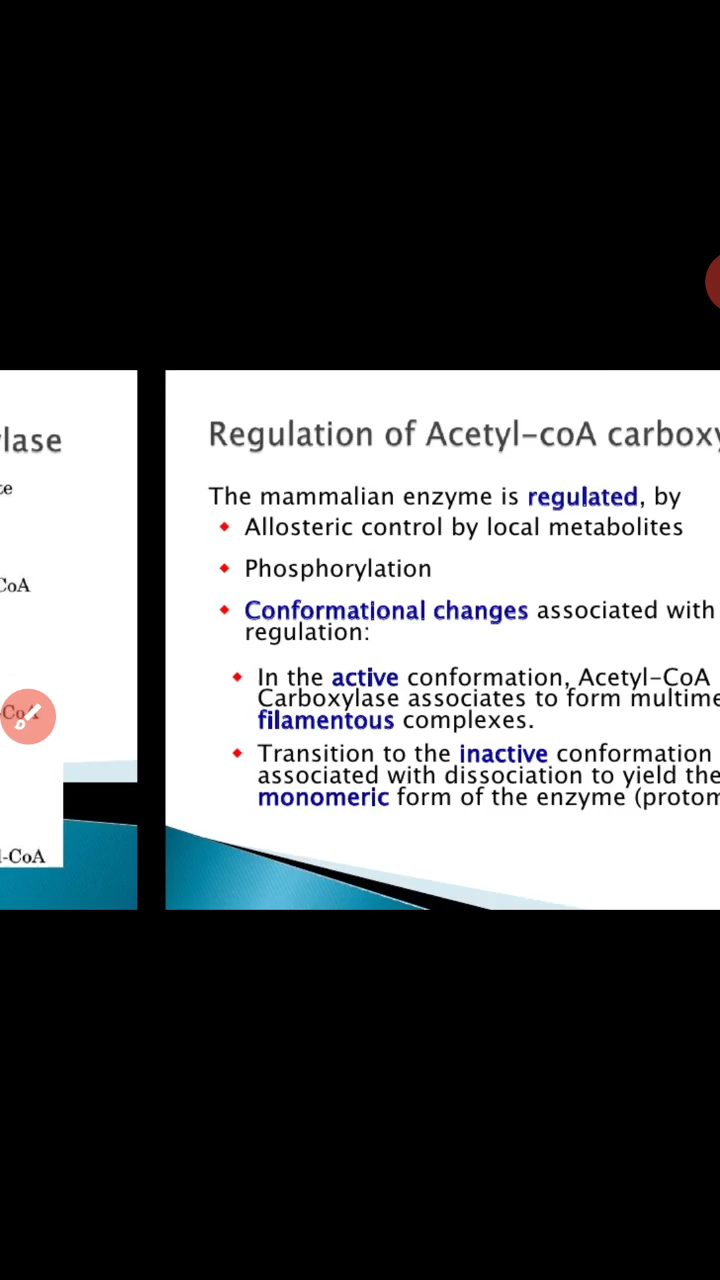 lase
te
CoA
-CoA
l-CoA
Regulation of Acetyl-coA carboxy
The mammalian enzyme is regulated, by
Allosteric control by local metabolites
Phosphorylation
Conformational changes associated with
regulation:
In the active conformation, Acetyl-CoA
Carboxylase associates to form multime
filamentous complexes.
Transition to the inactive conformation
associated with dissociation to yield the
monomeric form of the enzyme (protom